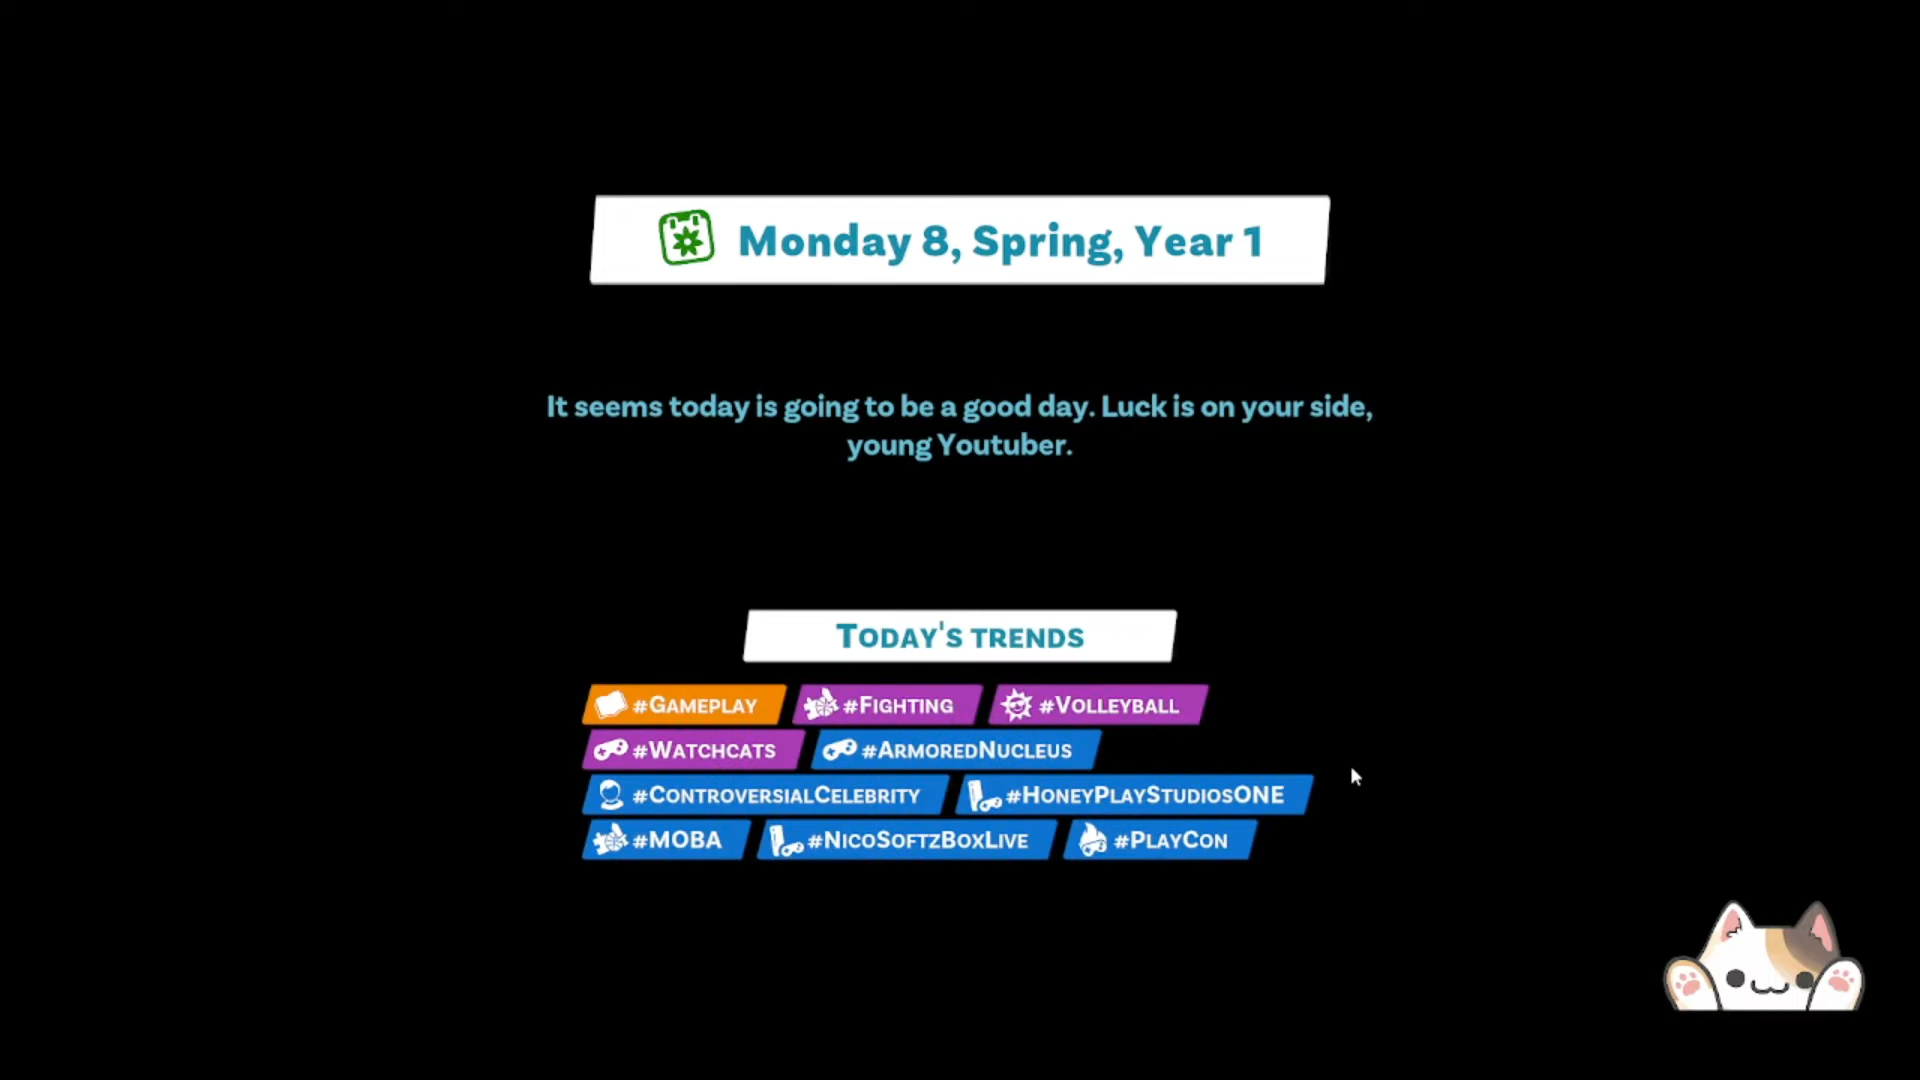 Monday 8, Spring, Year 1
It seems today is going to be a good day. Luck is on your side,
young Youtuber.
TODAY'S TRENDS
#GAMEPLAY #FIGHTING #VOLLEYBALL
#WATCHCATS #ARMOREDNUCLEUS
#CONTROVERSIALCELEBRITY #HONEYPLAYSTUDIOSONE
#MOBA #NICOSOFTZBOXLIVE #PLAYCON